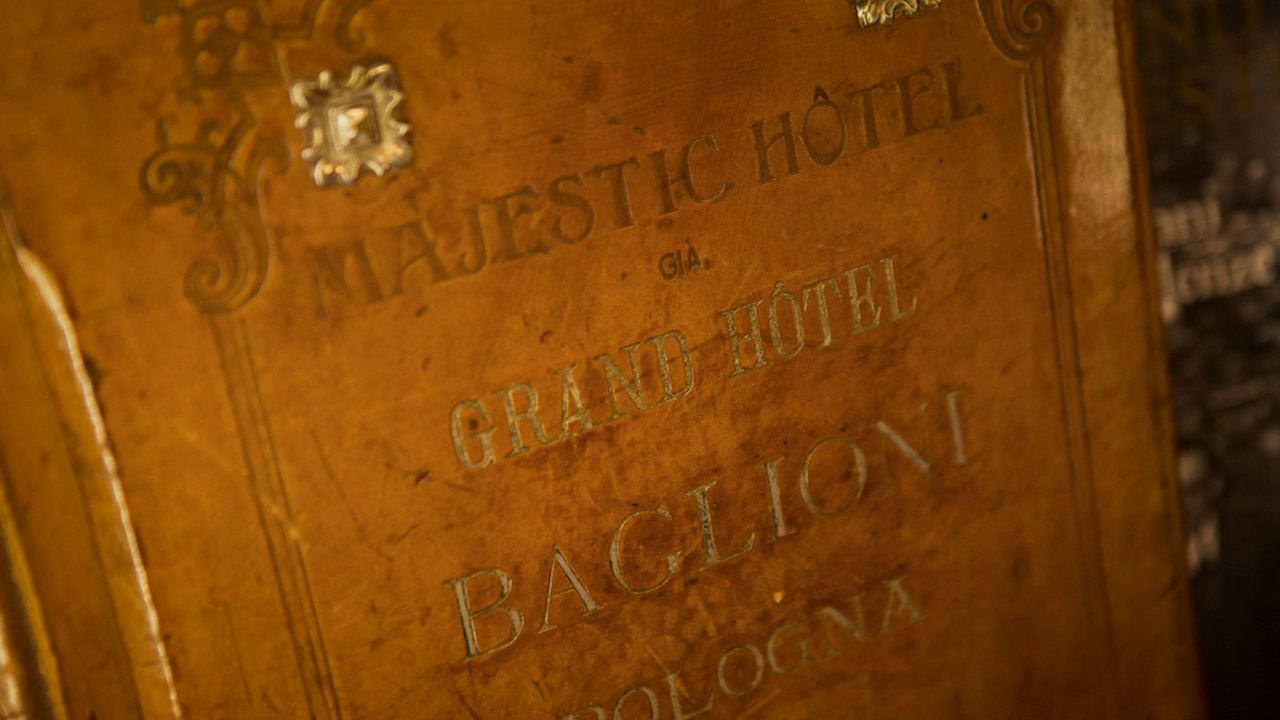 MAJESTIC HÔTEL
GIÀ
GRAND HÔTEL
BAGLIONI
BOLOGNA